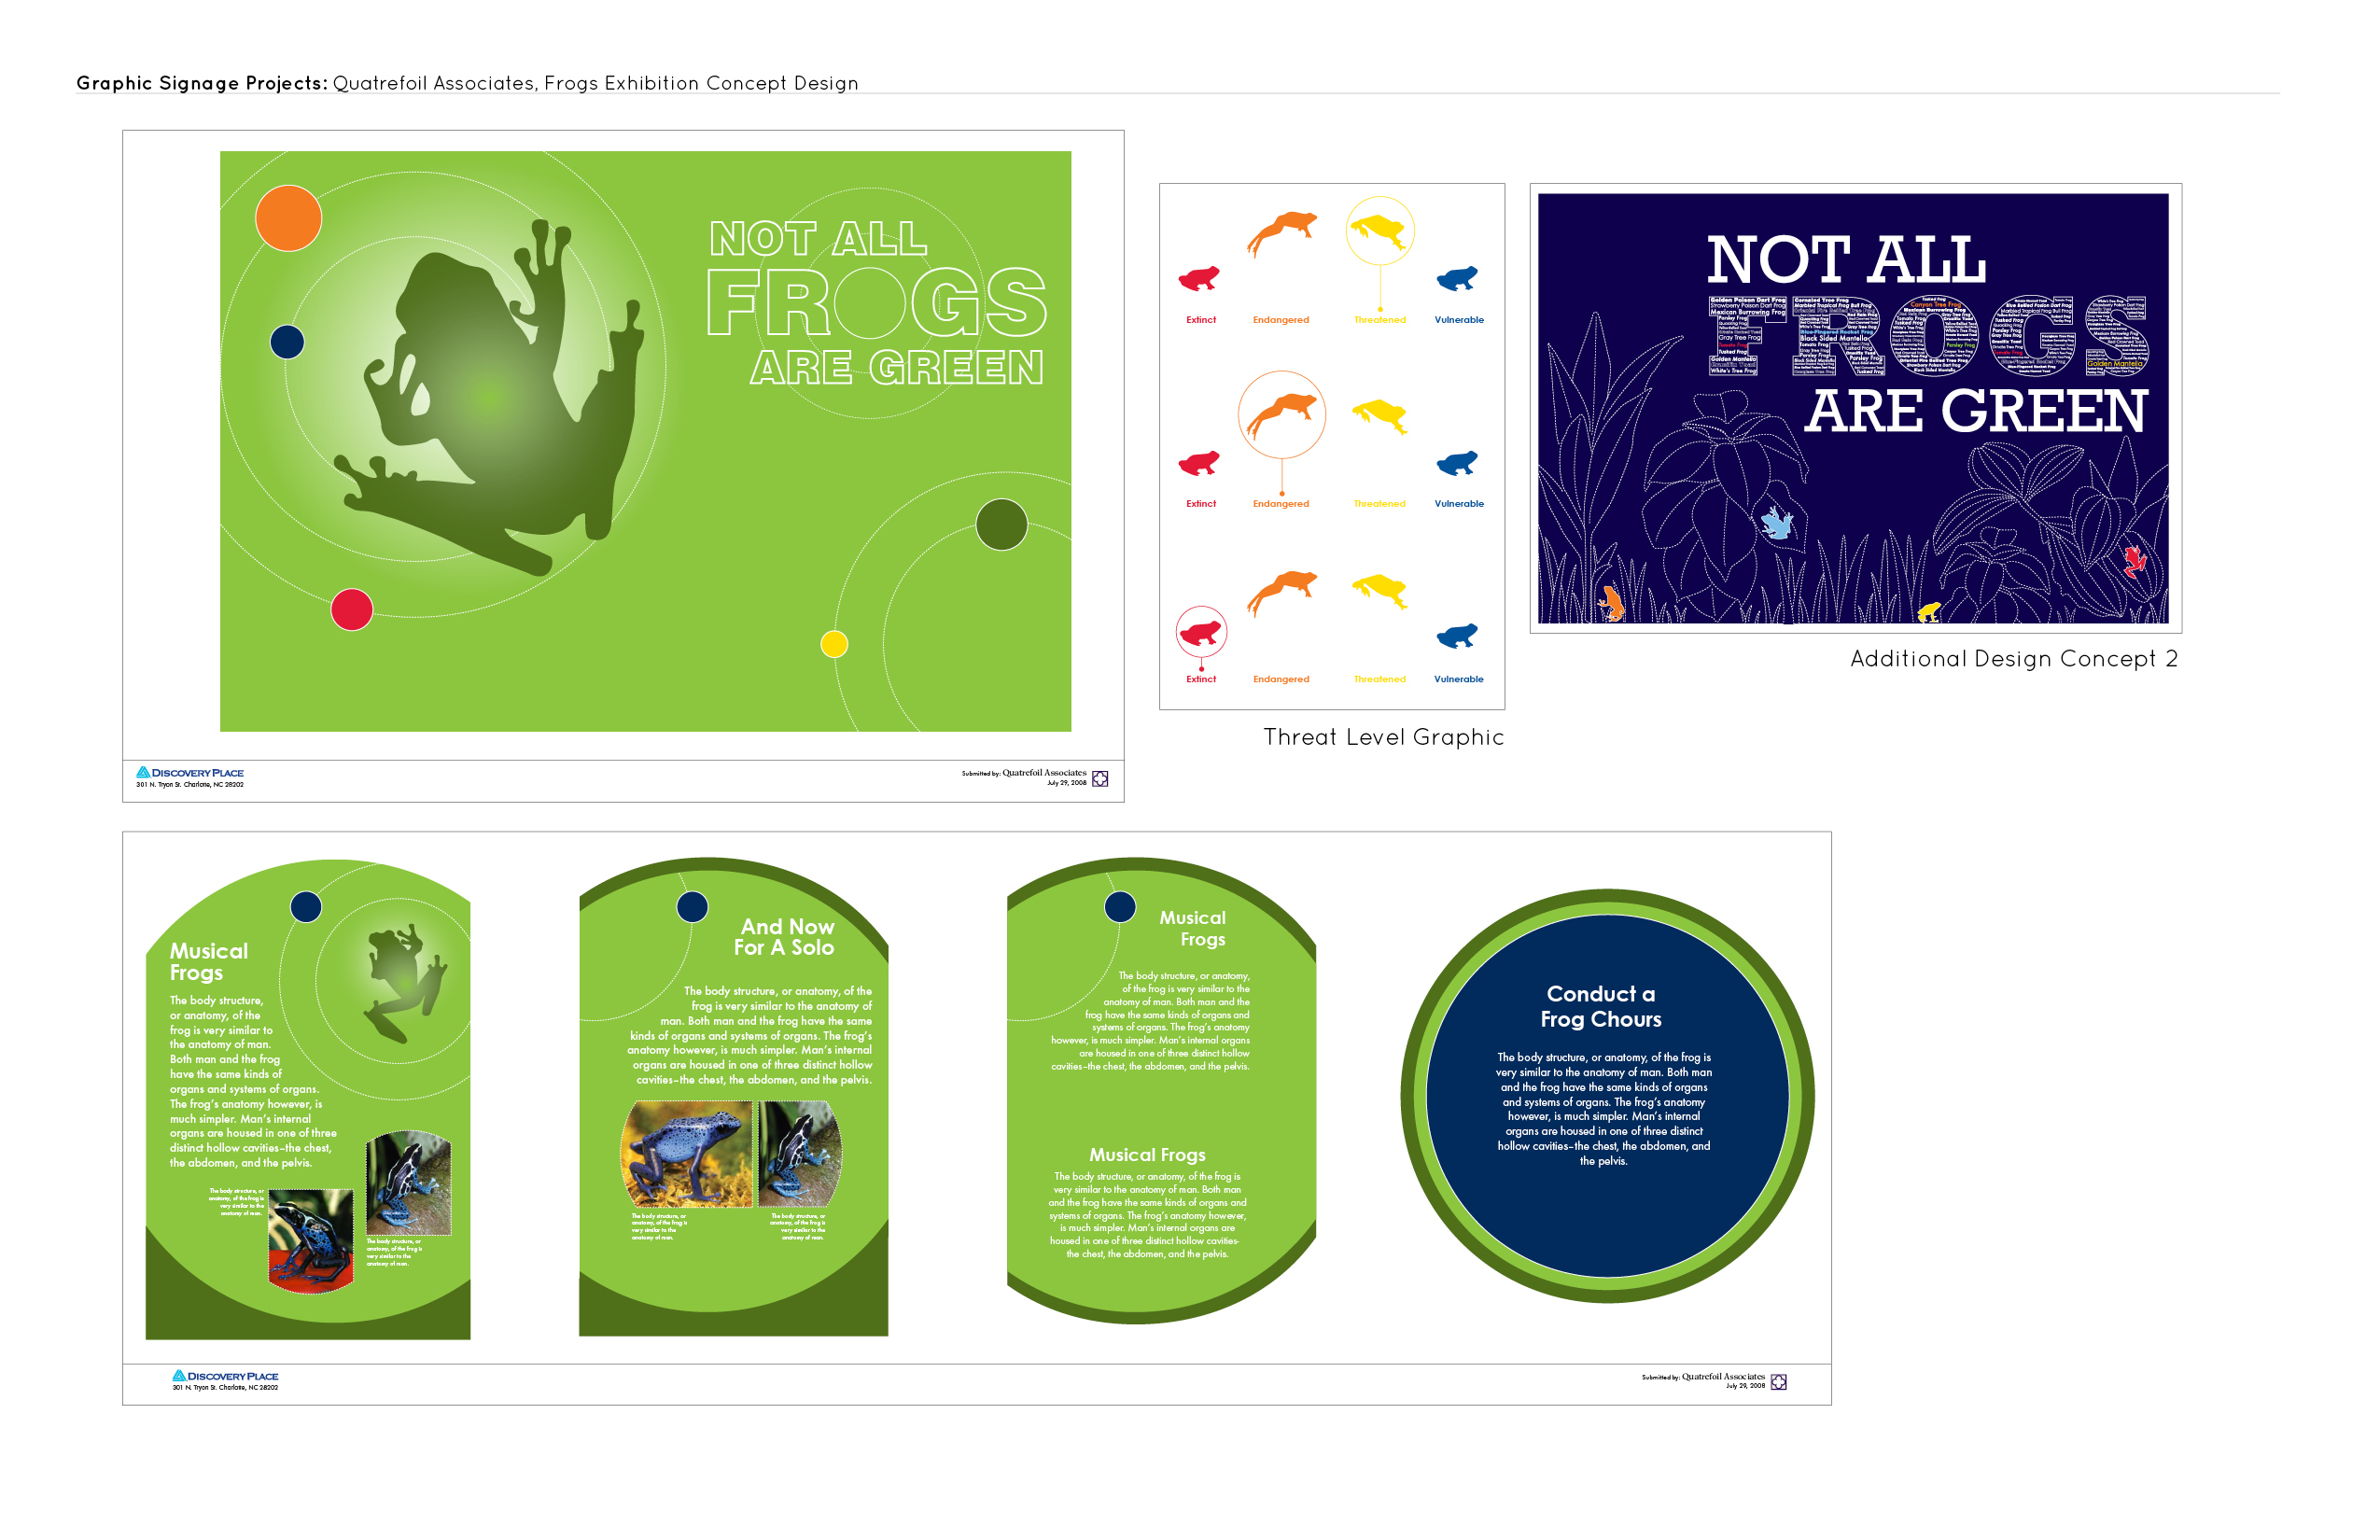 Graphic Signage Projects: Quatrefoil Associates, Frogs Exhibition Concept Design
NOT ALL
FROGS
ARE GREEN
DISCOVERY PLACE
301 N. Tryon St. Charlotte, NC 28202
Submitted by: Quatrefoil Associates
July 29, 2008
Extinct
Endangered
Threatened
Vulnerable
Extinct
Endangered
Threatened
Vulnerable
Extinct
Endangered
Threatened
Vulnerable
Threat Level Graphic
NOT ALL
FROGS
Golden Poison Dart Frog
Strawberry Poison Dart Frog
Mexican Burrowing Frog
ARE GREEN
Additional Design Concept 2
Musical
Frogs
The body structure,
or anatomy, of the
frog is very similar to
the anatomy of man.
Both man and the frog
have the same kinds of
organs and systems of organs.
The frog's anatomy however, is
much simpler. Man's internal
organs are housed in one of three
distinct hollow cavities–the chest,
the abdomen, and the pelvis.
The body structure, or
anatomy, of the frog is
very similar to the
anatomy of man.
The body structure, or
anatomy, of the frog is
very similar to the
anatomy of man.
And Now
For A Solo
The body structure, or anatomy, of the
frog is very similar to the anatomy of
man. Both man and the frog have the same
kinds of organs and systems of organs. The frog's
anatomy however, is much simpler. Man's internal
organs are housed in one of three distinct hollow
cavities–the chest, the abdomen, and the pelvis.
The body structure, or
anatomy, of the frog is
very similar to the
anatomy of man.
The body structure, or
anatomy, of the frog is
very similar to the
anatomy of man.
Musical
Frogs
The body structure, or anatomy,
of the frog is very similar to the
anatomy of man. Both man and the
frog have the same kinds of organs and
systems of organs. The frog's anatomy
however, is much simpler. Man's internal organs
are housed in one of three distinct hollow
cavities–the chest, the abdomen, and the pelvis.
Musical Frogs
The body structure, or anatomy, of the frog is
very similar to the anatomy of man. Both man
and the frog have the same kinds of organs and
systems of organs. The frog's anatomy however,
is much simpler. Man's internal organs are
housed in one of three distinct hollow cavities-
the chest, the abdomen, and the pelvis.
Conduct a
Frog Chours
The body structure, or anatomy, of the frog is
very similar to the anatomy of man. Both man
and the frog have the same kinds of organs
and systems of organs. The frog's anatomy
however, is much simpler. Man's internal
organs are housed in one of three distinct
hollow cavities–the chest, the abdomen, and
the pelvis.
DISCOVERY PLACE
301 N. Tryon St. Charlotte, NC 28202
Submitted by: Quatrefoil Associates
July 29, 2008